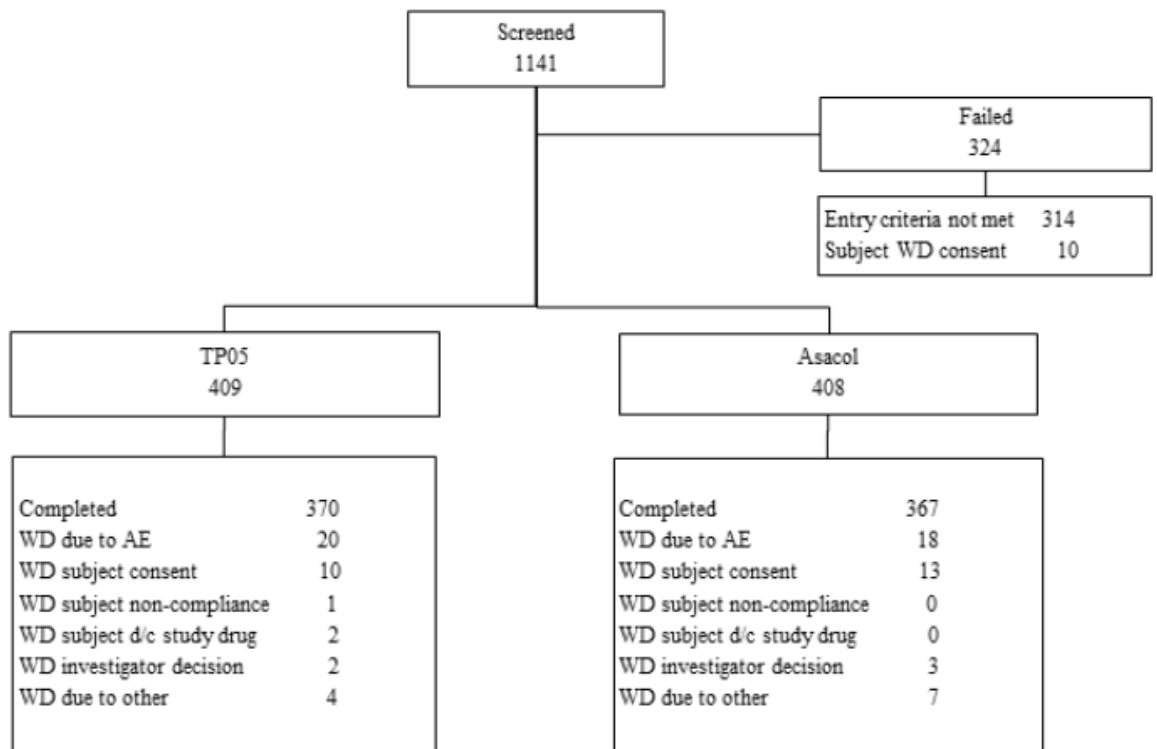 Screened
1141
Failed
324
Entry criteria not met 314
Subject WD consent 10
TP05
409
Asacol
408
Completed 370
WD due to AE 20
WD subject consent 10
WD subject non-compliance 1
WD subject d/c study drug 2
WD investigator decision 2
WD due to other 4
Completed 367
WD due to AE 18
WD subject consent 13
WD subject non-compliance 0
WD subject d/c study drug 0
WD investigator decision 3
WD due to other 7